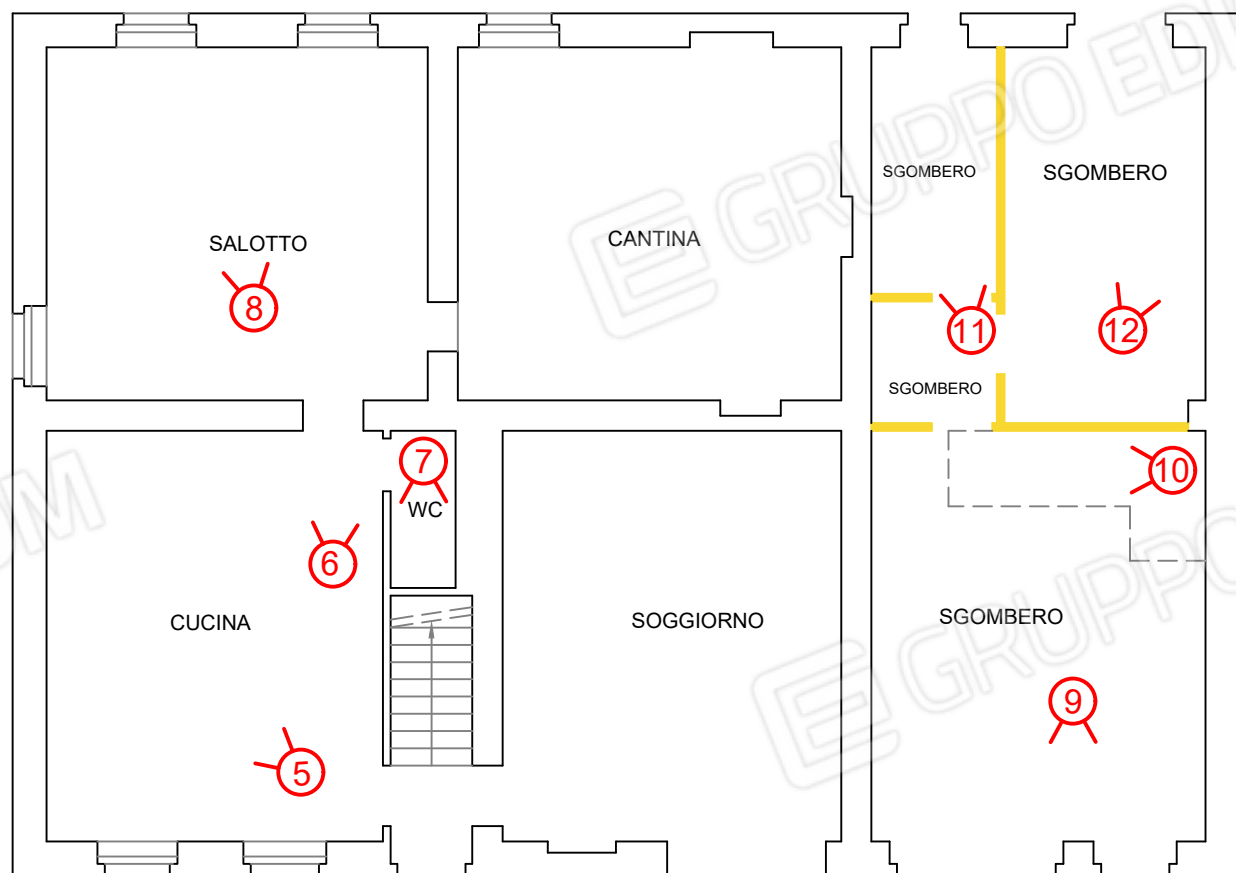 GRUPPO EDI
SGOMBERO
SGOMBERO
SALOTTO
CANTINA
8
11
12
SGOMBERO
7
10
WC
UM
6
CUCINA
SOGGIORNO
SGOMBERO
GRUPPO
9
5